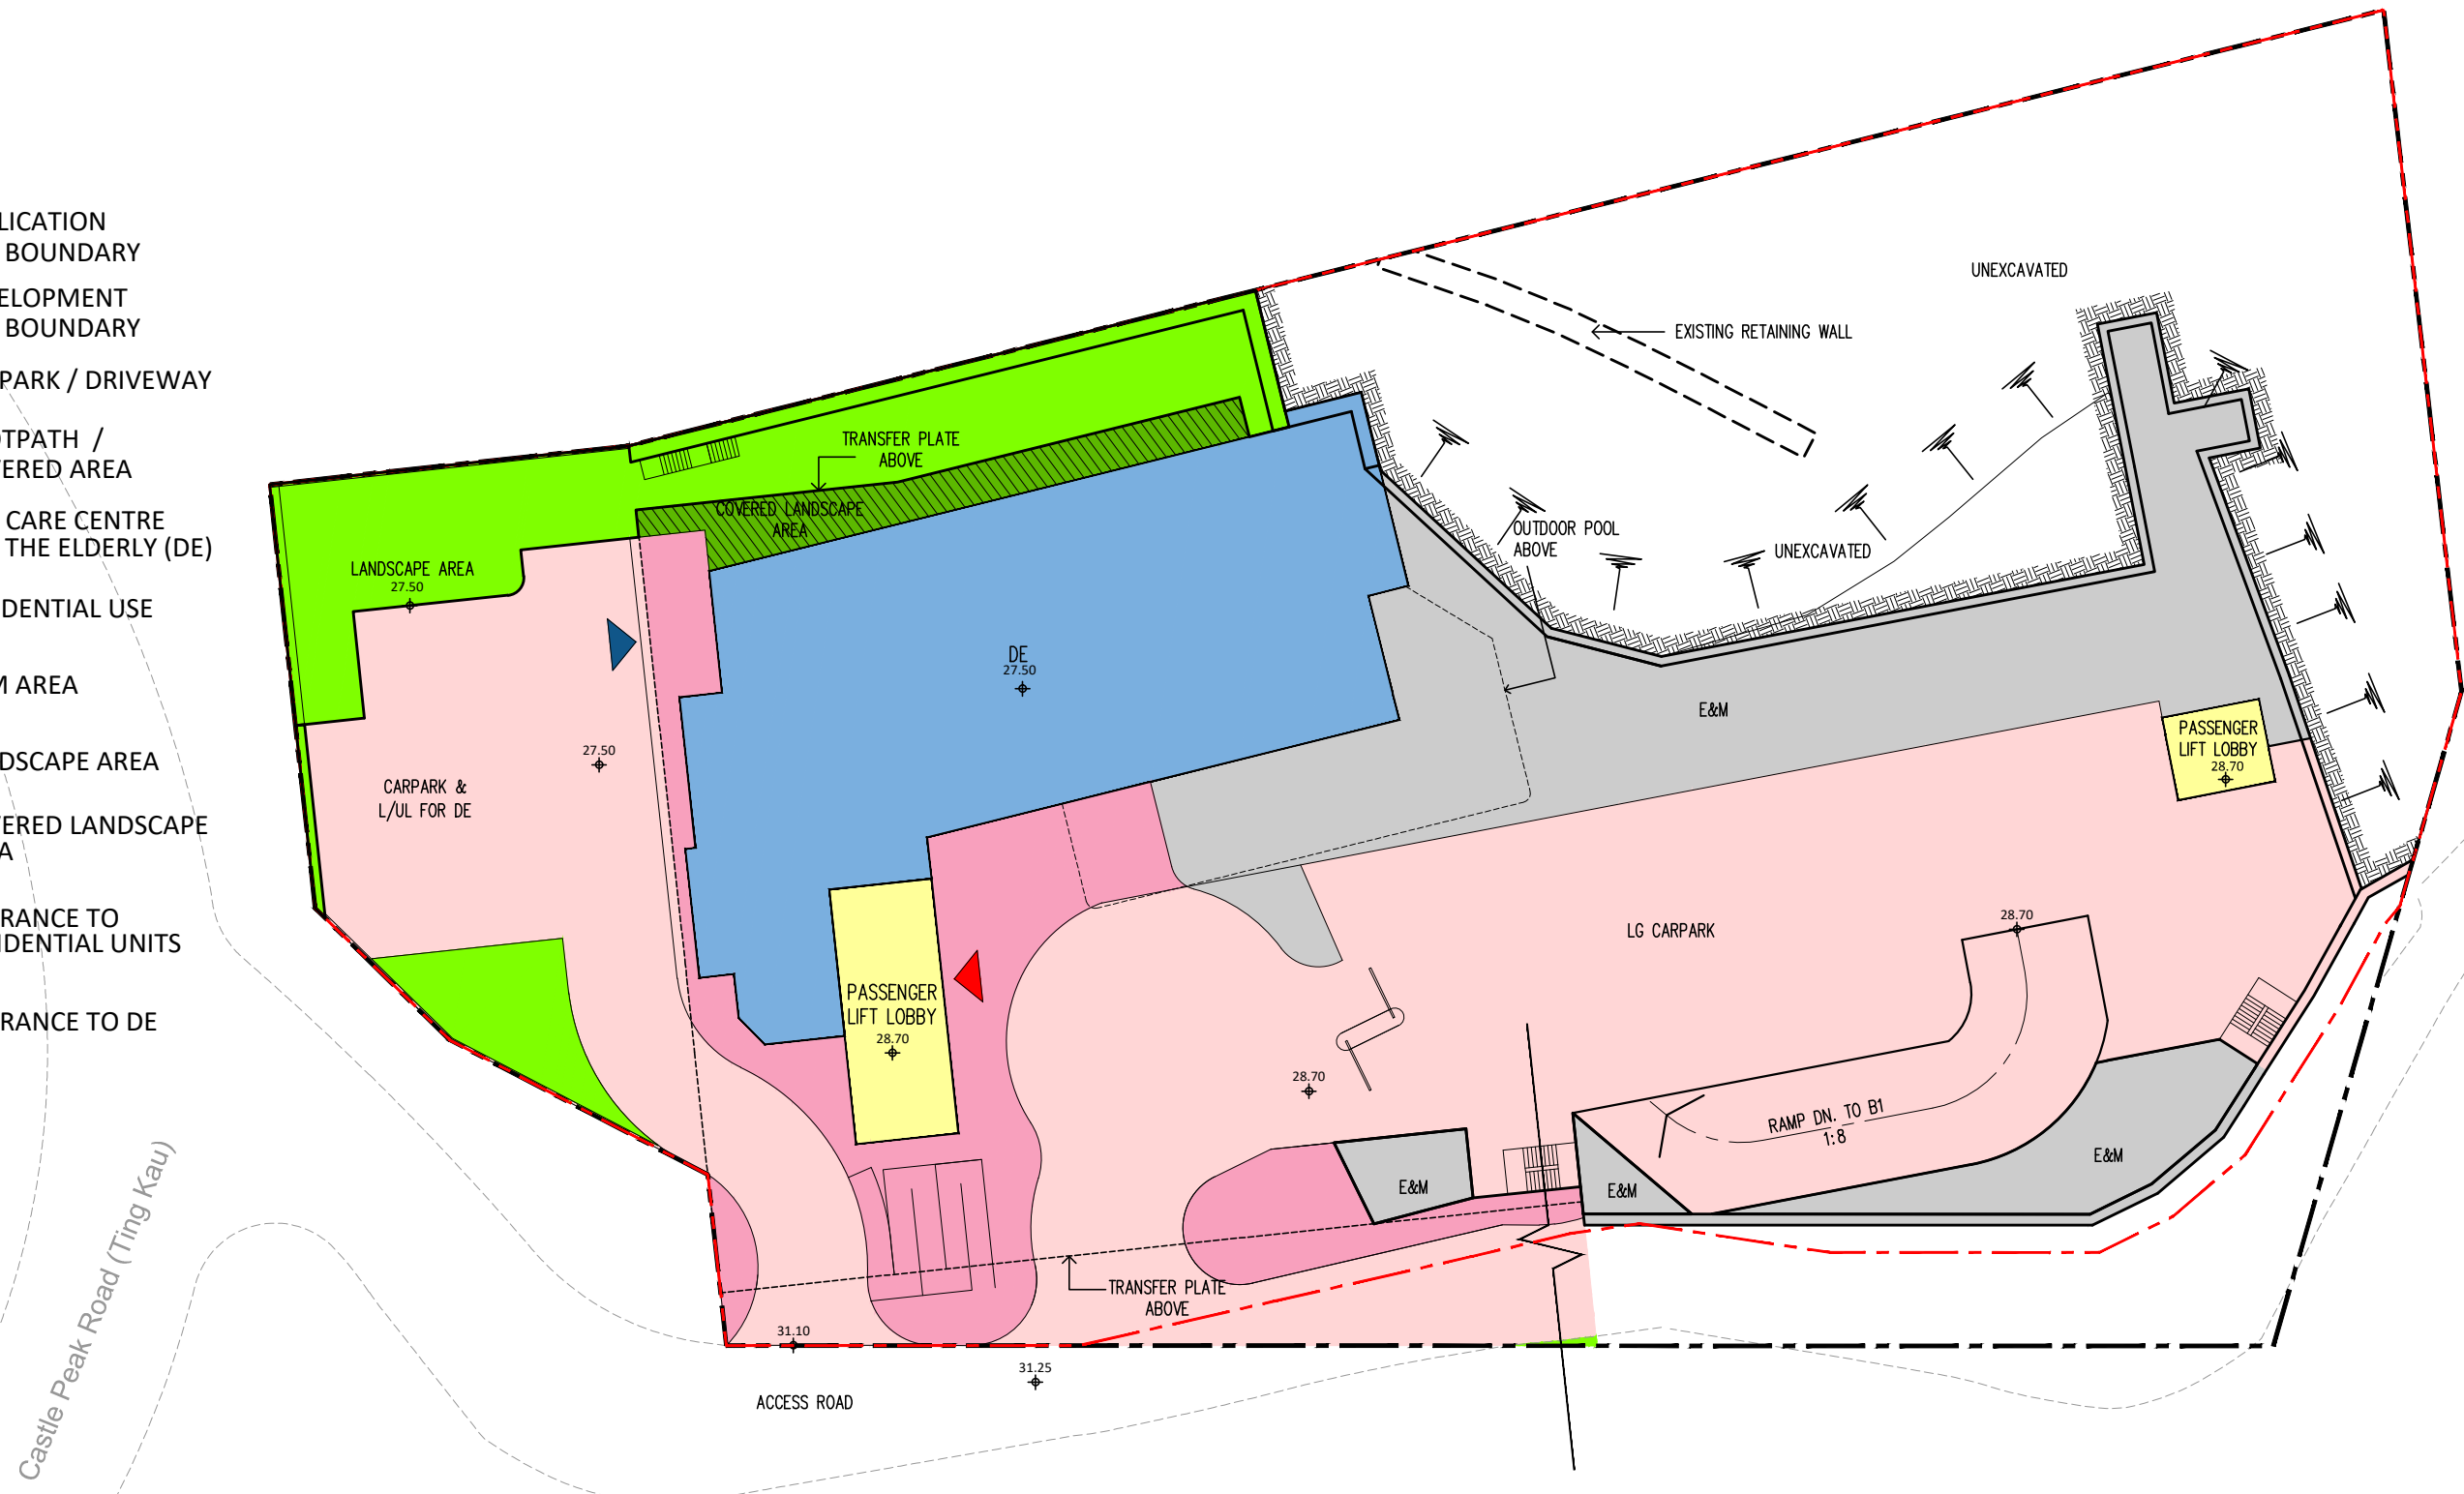 LICATION
BOUNDARY
ELOPMENT
BOUNDARY
PARK / DRIVEWAY
OTPATH /
ERED AREA
CARE CENTRE
THE ELDERLY (DE)
IDENTIAL USE
M AREA
DSCAPE AREA
ERED LANDSCAPE
A
RANCE TO
IDENTIAL UNITS
RANCE TO DE
UNEXCAVATED
EXISTING RETAINING WALL
TRANSFER PLATE
ABOVE
COVERED LANDSCAPE
AREA
OUTDOOR POOL
ABOVE
UNEXCAVATED
LANDSCAPE AREA
27.50
DE
27.50
E&M
PASSENGER
LIFT LOBBY
28.70
27.50
CARPARK &
L/UL FOR DE
LG CARPARK
28.70
PASSENGER
LIFT LOBBY
28.70
28.70
RAMP DN. TO B1
1:8
E&M
E&M
E&M
TRANSFER PLATE
ABOVE
31.10
31.25
ACCESS ROAD
Castle Peak Road (Ting Kau)